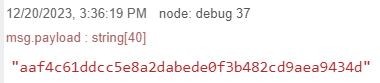 12/20/2023, 3:36:19 PM node: debug 37
msg.payload : string[40]
"aaf4c61ddcc5e8a2dabede0f3b482cd9aea9434d"